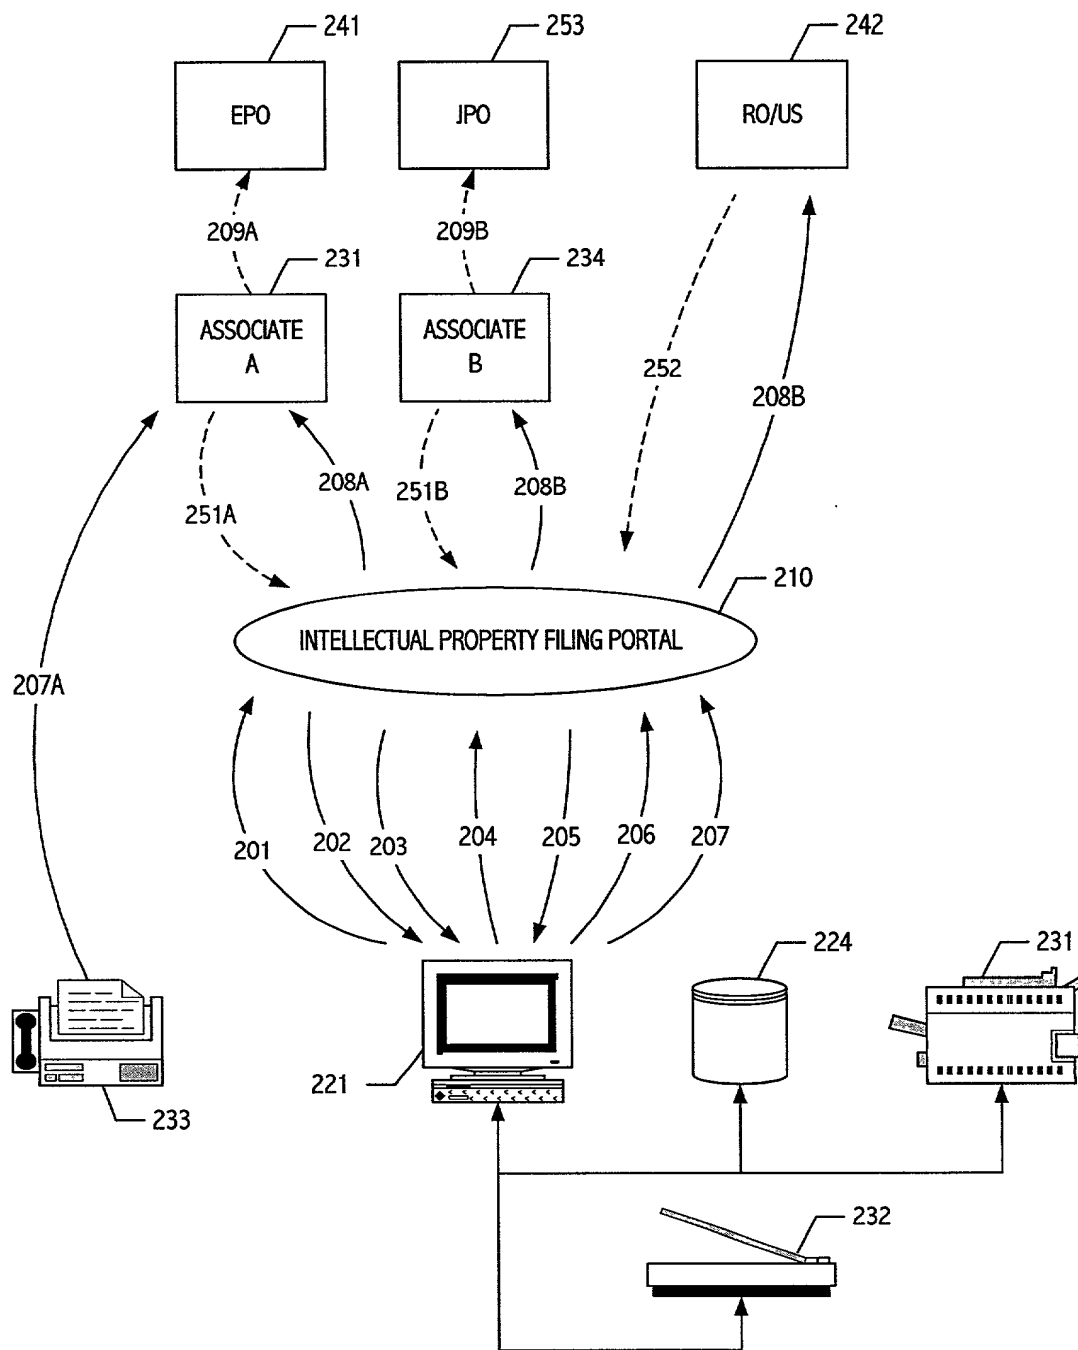 241
253
242
EPO
JPO
RO/US
209A
209B
231
234
ASSOCIATE
A
ASSOCIATE
B
252
208B
208A
251B
208B
251A
210
INTELLECTUAL PROPERTY FILING PORTAL
207A
201
202
203
204
205
206
207
224
231
221
233
232